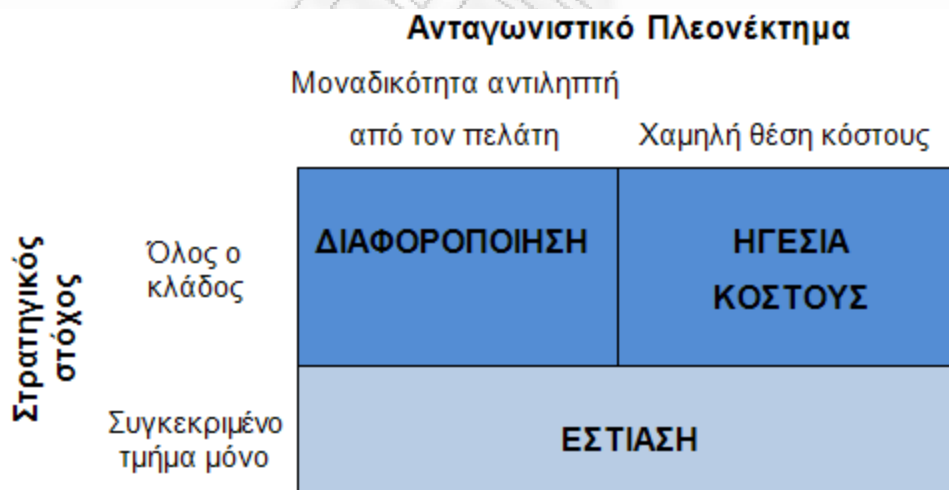 Ανταγωνιστικό Πλεονέκτημα
Μοναδικότητα αντιληπτή
από τον πελάτη
Χαμηλή θέση κόστους
Στρατηγικός
στόχος
Όλος ο
κλάδος
ΔΙΑΦΟΡΟΠΟΙΗΣΗ
ΗΓΕΣΙΑ
ΚΟΣΤΟΥΣ
Συγκεκριμένο
τμήμα μόνο
ΕΣΤΙΑΣΗ